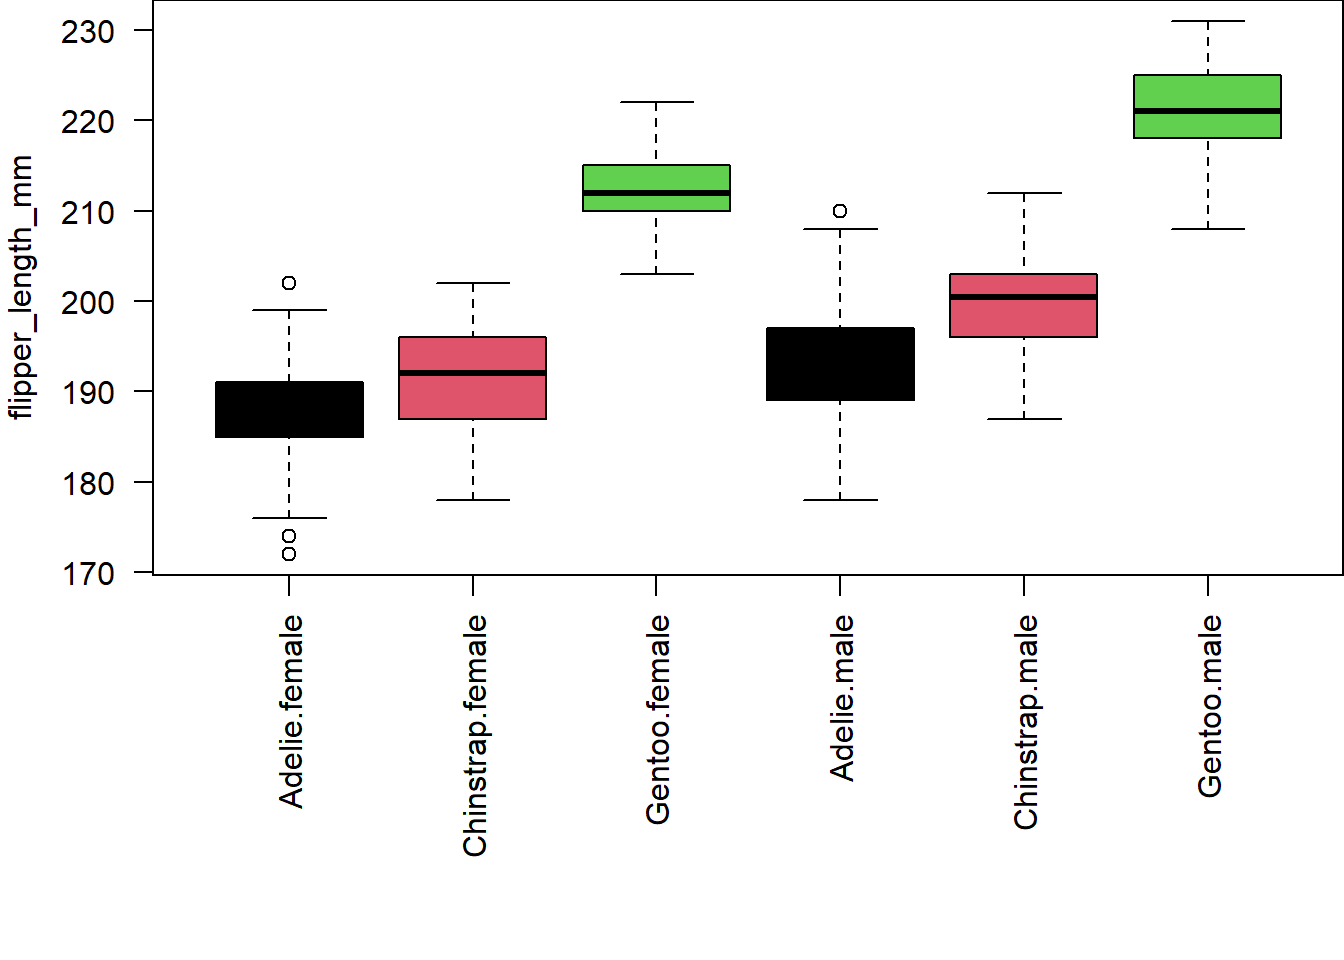 flipper_length_mm
230
220
210
200
190
180
170
Adelie.female
Chinstrap.female
Gentoo.female
Adelie.male
Chinstrap.male
Gentoo.male